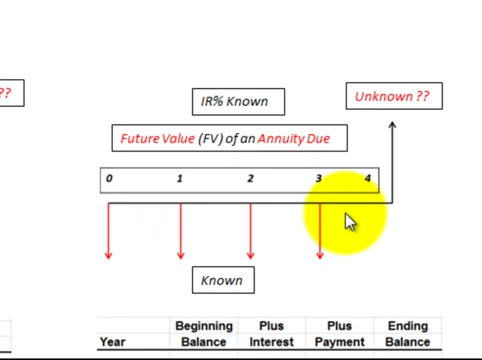 ??
IR% Known
Unknown ??
Future Value (FV) of an Annuity Due
0 1 2 3 4
Known
Beginning Plus Plus Ending
Year Balance Interest Payment Balance